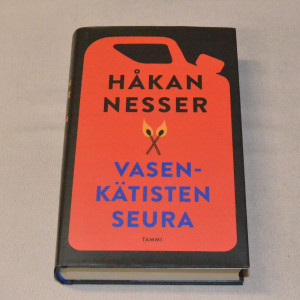 HÅKAN
NESSER
VASEN-
KÄTISTEN
SEURA
TAMMI